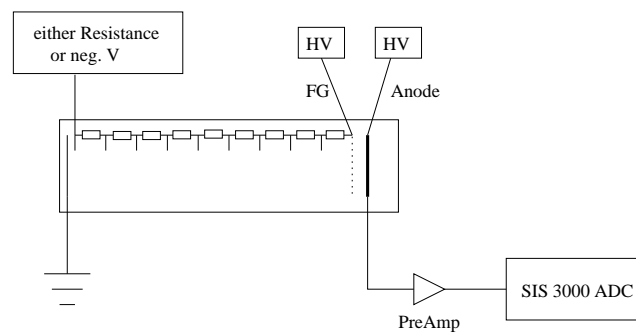 either Resistance
or neg. V
HV
HV
FG
Anode
SIS 3000 ADC
PreAmp